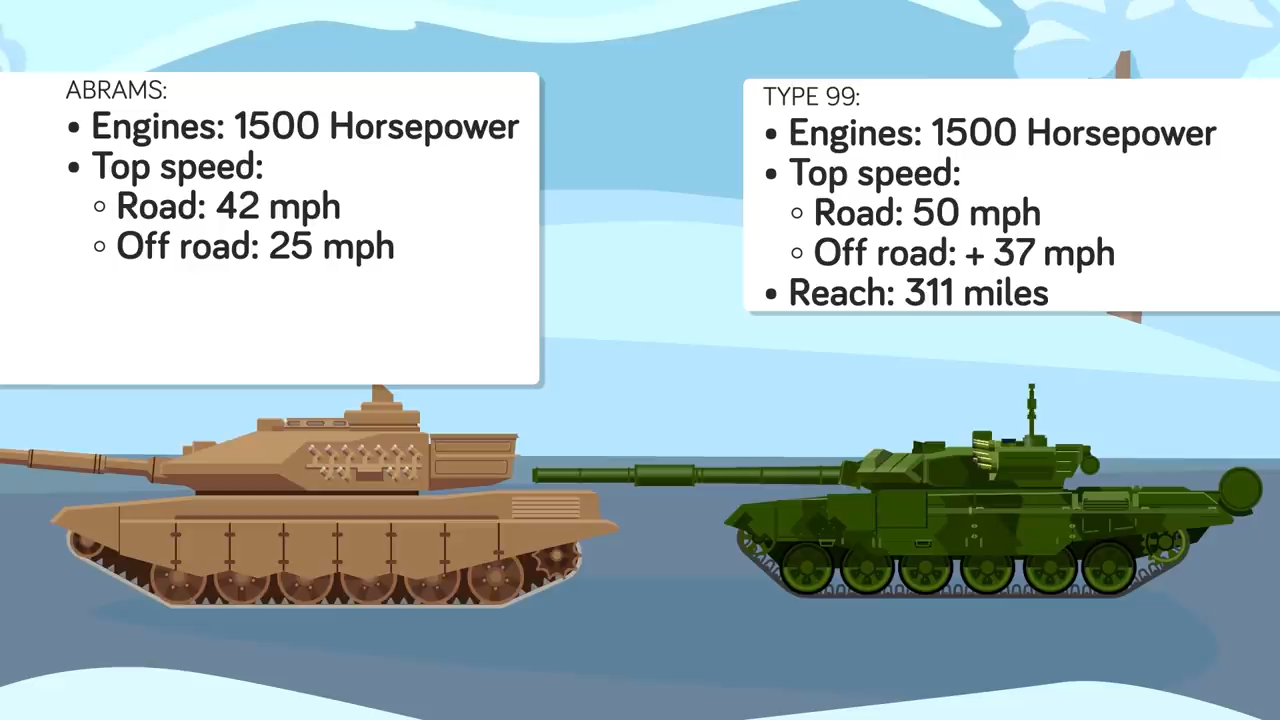 ABRAMS:
• Engines: 1500 Horsepower
• Top speed:
◦ Road: 42 mph
◦ Off road: 25 mph
TYPE 99:
• Engines: 1500 Horsepower
• Top speed:
◦ Road: 50 mph
◦ Off road: + 37 mph
• Reach: 311 miles